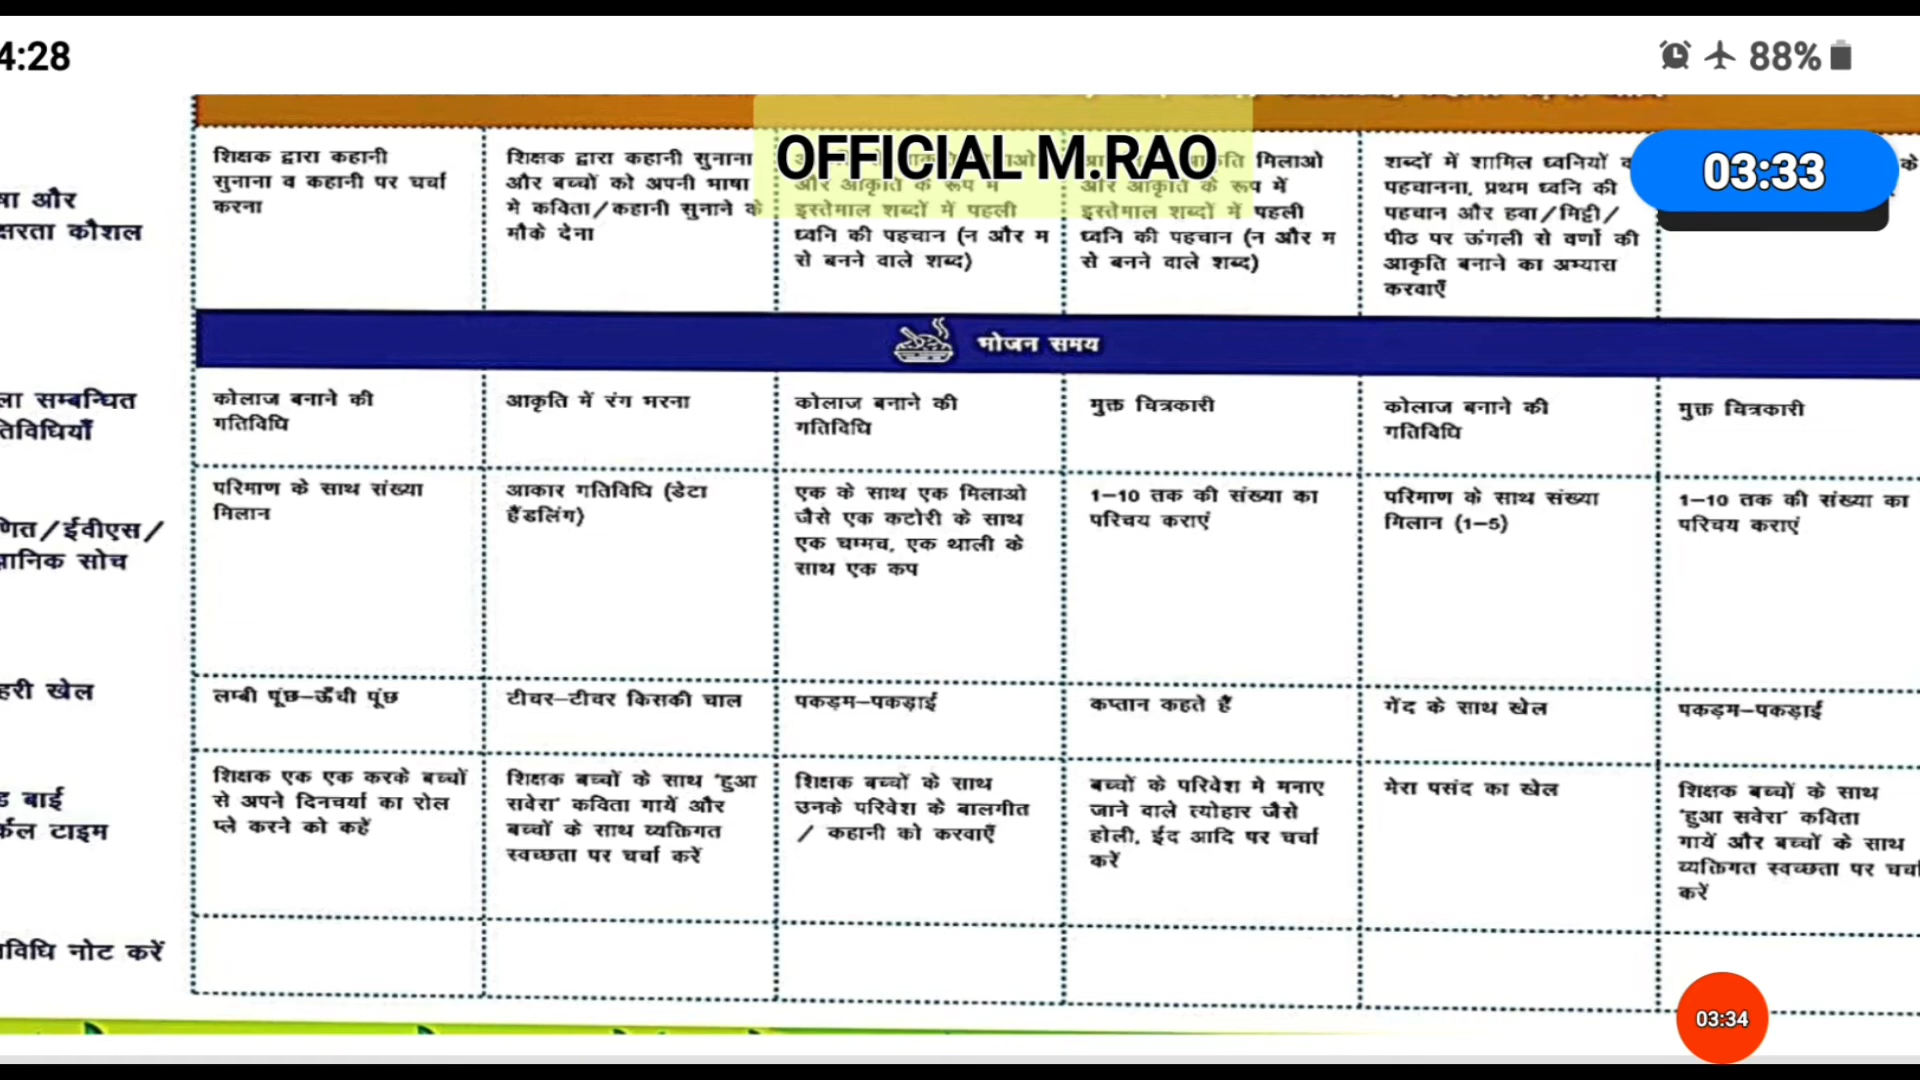 4:28
88%
OFFICIAL M.RAO
03:33
षा और
क्षरता कौशल
शिक्षक द्वारा कहानी
सुनाना व कहानी पर चर्चा
करना
शिक्षक द्वारा कहानी सुनाना
और बच्चों को अपनी भाषा
मे कविता/कहानी सुनाने के
मौके देना
और आकृति के रूप में
इस्तेमाल शब्दों में पहली
ध्वनि की पहचान (न और म
से बनने वाले शब्द)
मिलाओ
और आकृति के रूप में
इस्तेमाल शब्दों में पहली
ध्वनि की पहचान (न और म
से बनने वाले शब्द)
शब्दों में शामिल ध्वनियों
पहचानना, प्रथम ध्वनि की
पहचान और हवा/मिट्टी/
पीठ पर ऊंगली से वर्णों की
आकृति बनाने का अभ्यास
करवाएँ
के
भोजन समय
ला सम्बन्धित
तिविधियाँ
कोलाज बनाने की
गतिविधि
आकृति में रंग भरना
कोलाज बनाने की
गतिविधि
मुक्त चित्रकारी
कोलाज बनाने की
गतिविधि
मुक्त चित्रकारी
णित/ईवीएस/
ज्ञानिक सोच
परिमाण के साथ संख्या
मिलान
आकार गतिविधि (डेटा
हैंडलिंग)
एक के साथ एक मिलाओ
जैसे एक कटोरी के साथ
एक चम्मच, एक थाली के
साथ एक कप
1–10 तक की संख्या का
परिचय कराएं
परिमाण के साथ संख्या
मिलान (1–5)
1–10 तक की संख्या का
परिचय कराएं
हरी खेल
लम्बी पूंछ–ऊँची पूंछ
टीचर–टीचर किसकी चाल
पकड़म–पकड़ाई
कप्तान कहते हैं
गेंद के साथ खेल
पकड़म–पकड़ाई
ड बाई
र्कल टाइम
शिक्षक एक एक करके बच्चों
से अपने दिनचर्या का रोल
प्ले करने को कहें
शिक्षक बच्चों के साथ 'हुआ
सवेरा' कविता गायें और
बच्चों के साथ व्यक्तिगत
स्वच्छता पर चर्चा करें
शिक्षक बच्चों के साथ
उनके परिवेश के बालगीत
/ कहानी को करवाएँ
बच्चों के परिवेश मे मनाए
जाने वाले त्योहार जैसे
होली, ईद आदि पर चर्चा
करें
मेरा पसंद का खेल
शिक्षक बच्चों के साथ
'हुआ सवेरा' कविता
गायें और बच्चों के साथ
व्यक्तिगत स्वच्छता पर चर्चा
करें
विधि नोट करें
03:34